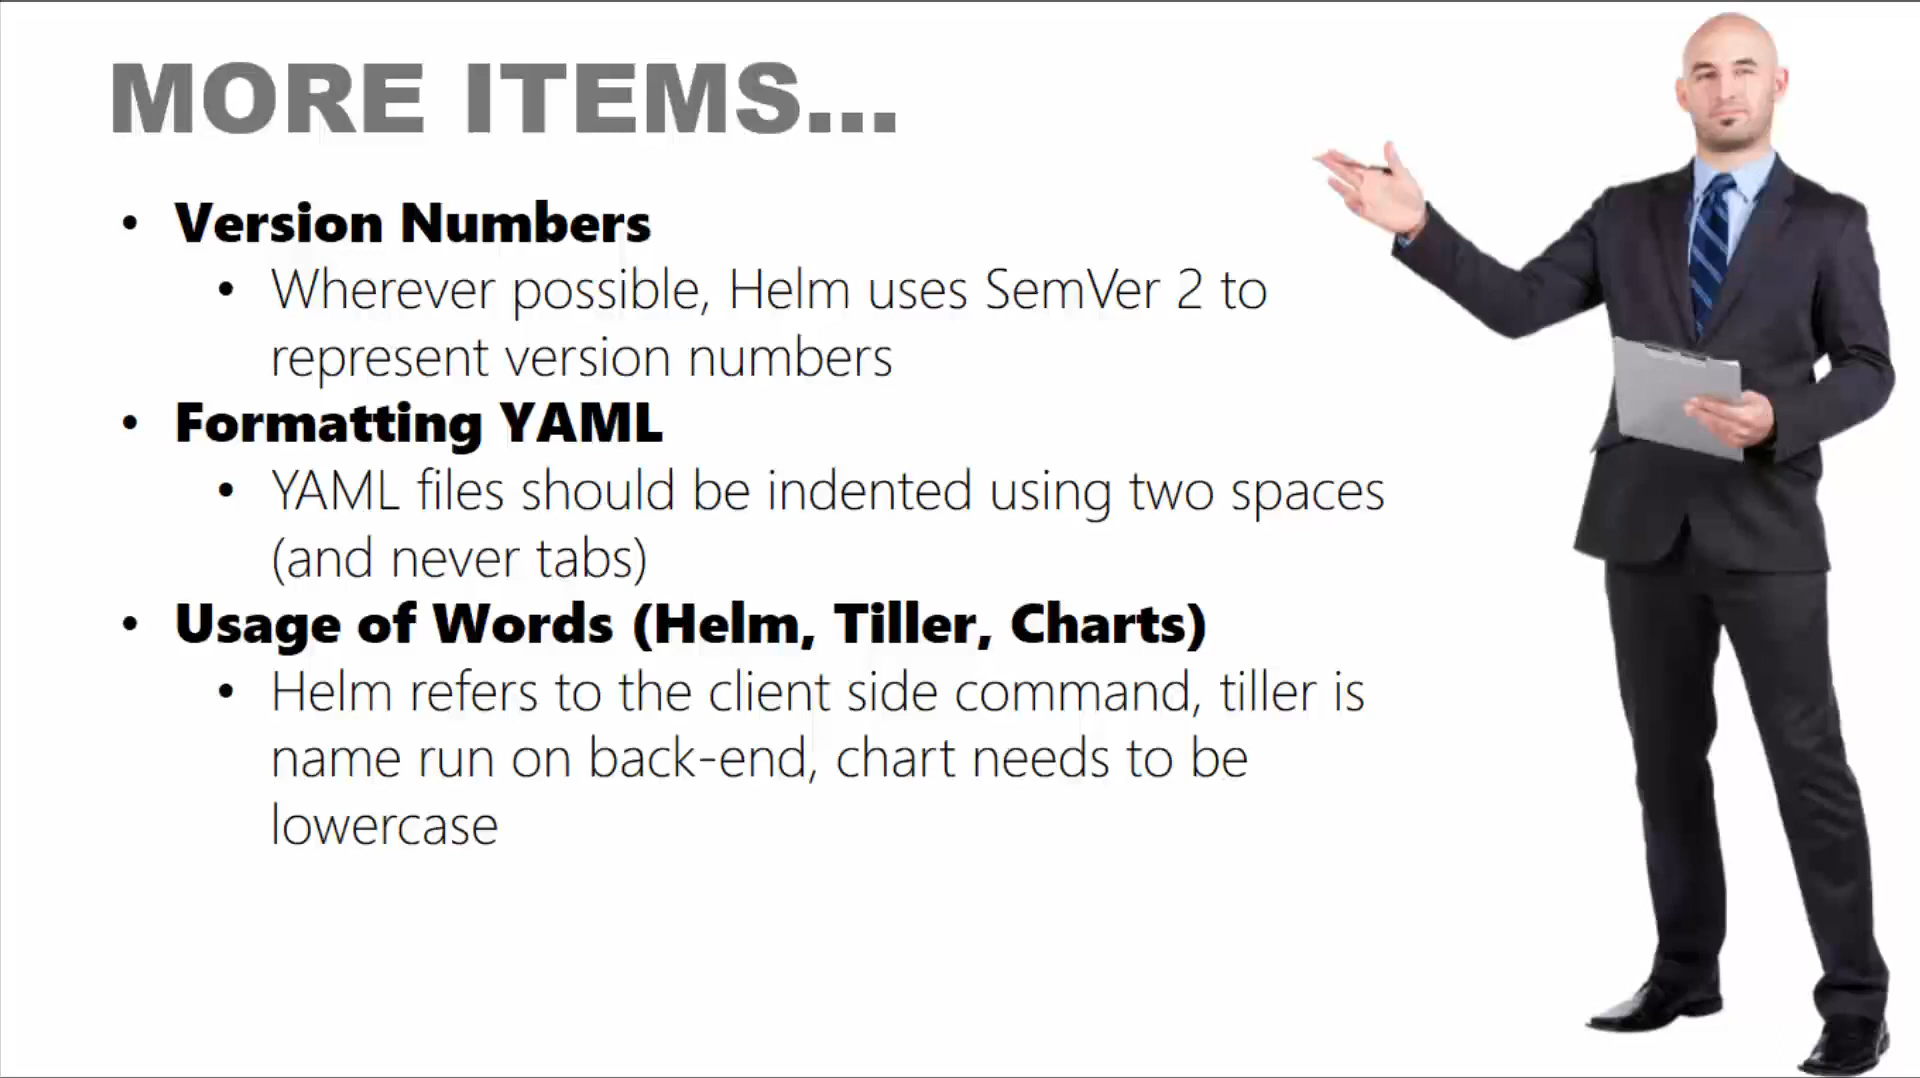 MORE ITEMS...
• Version Numbers
• Wherever possible, Helm uses SemVer 2 to
represent version numbers
• Formatting YAML
• YAML files should be indented using two spaces
(and never tabs)
• Usage of Words (Helm, Tiller, Charts)
• Helm refers to the client side command, tiller is
name run on back-end, chart needs to be
lowercase